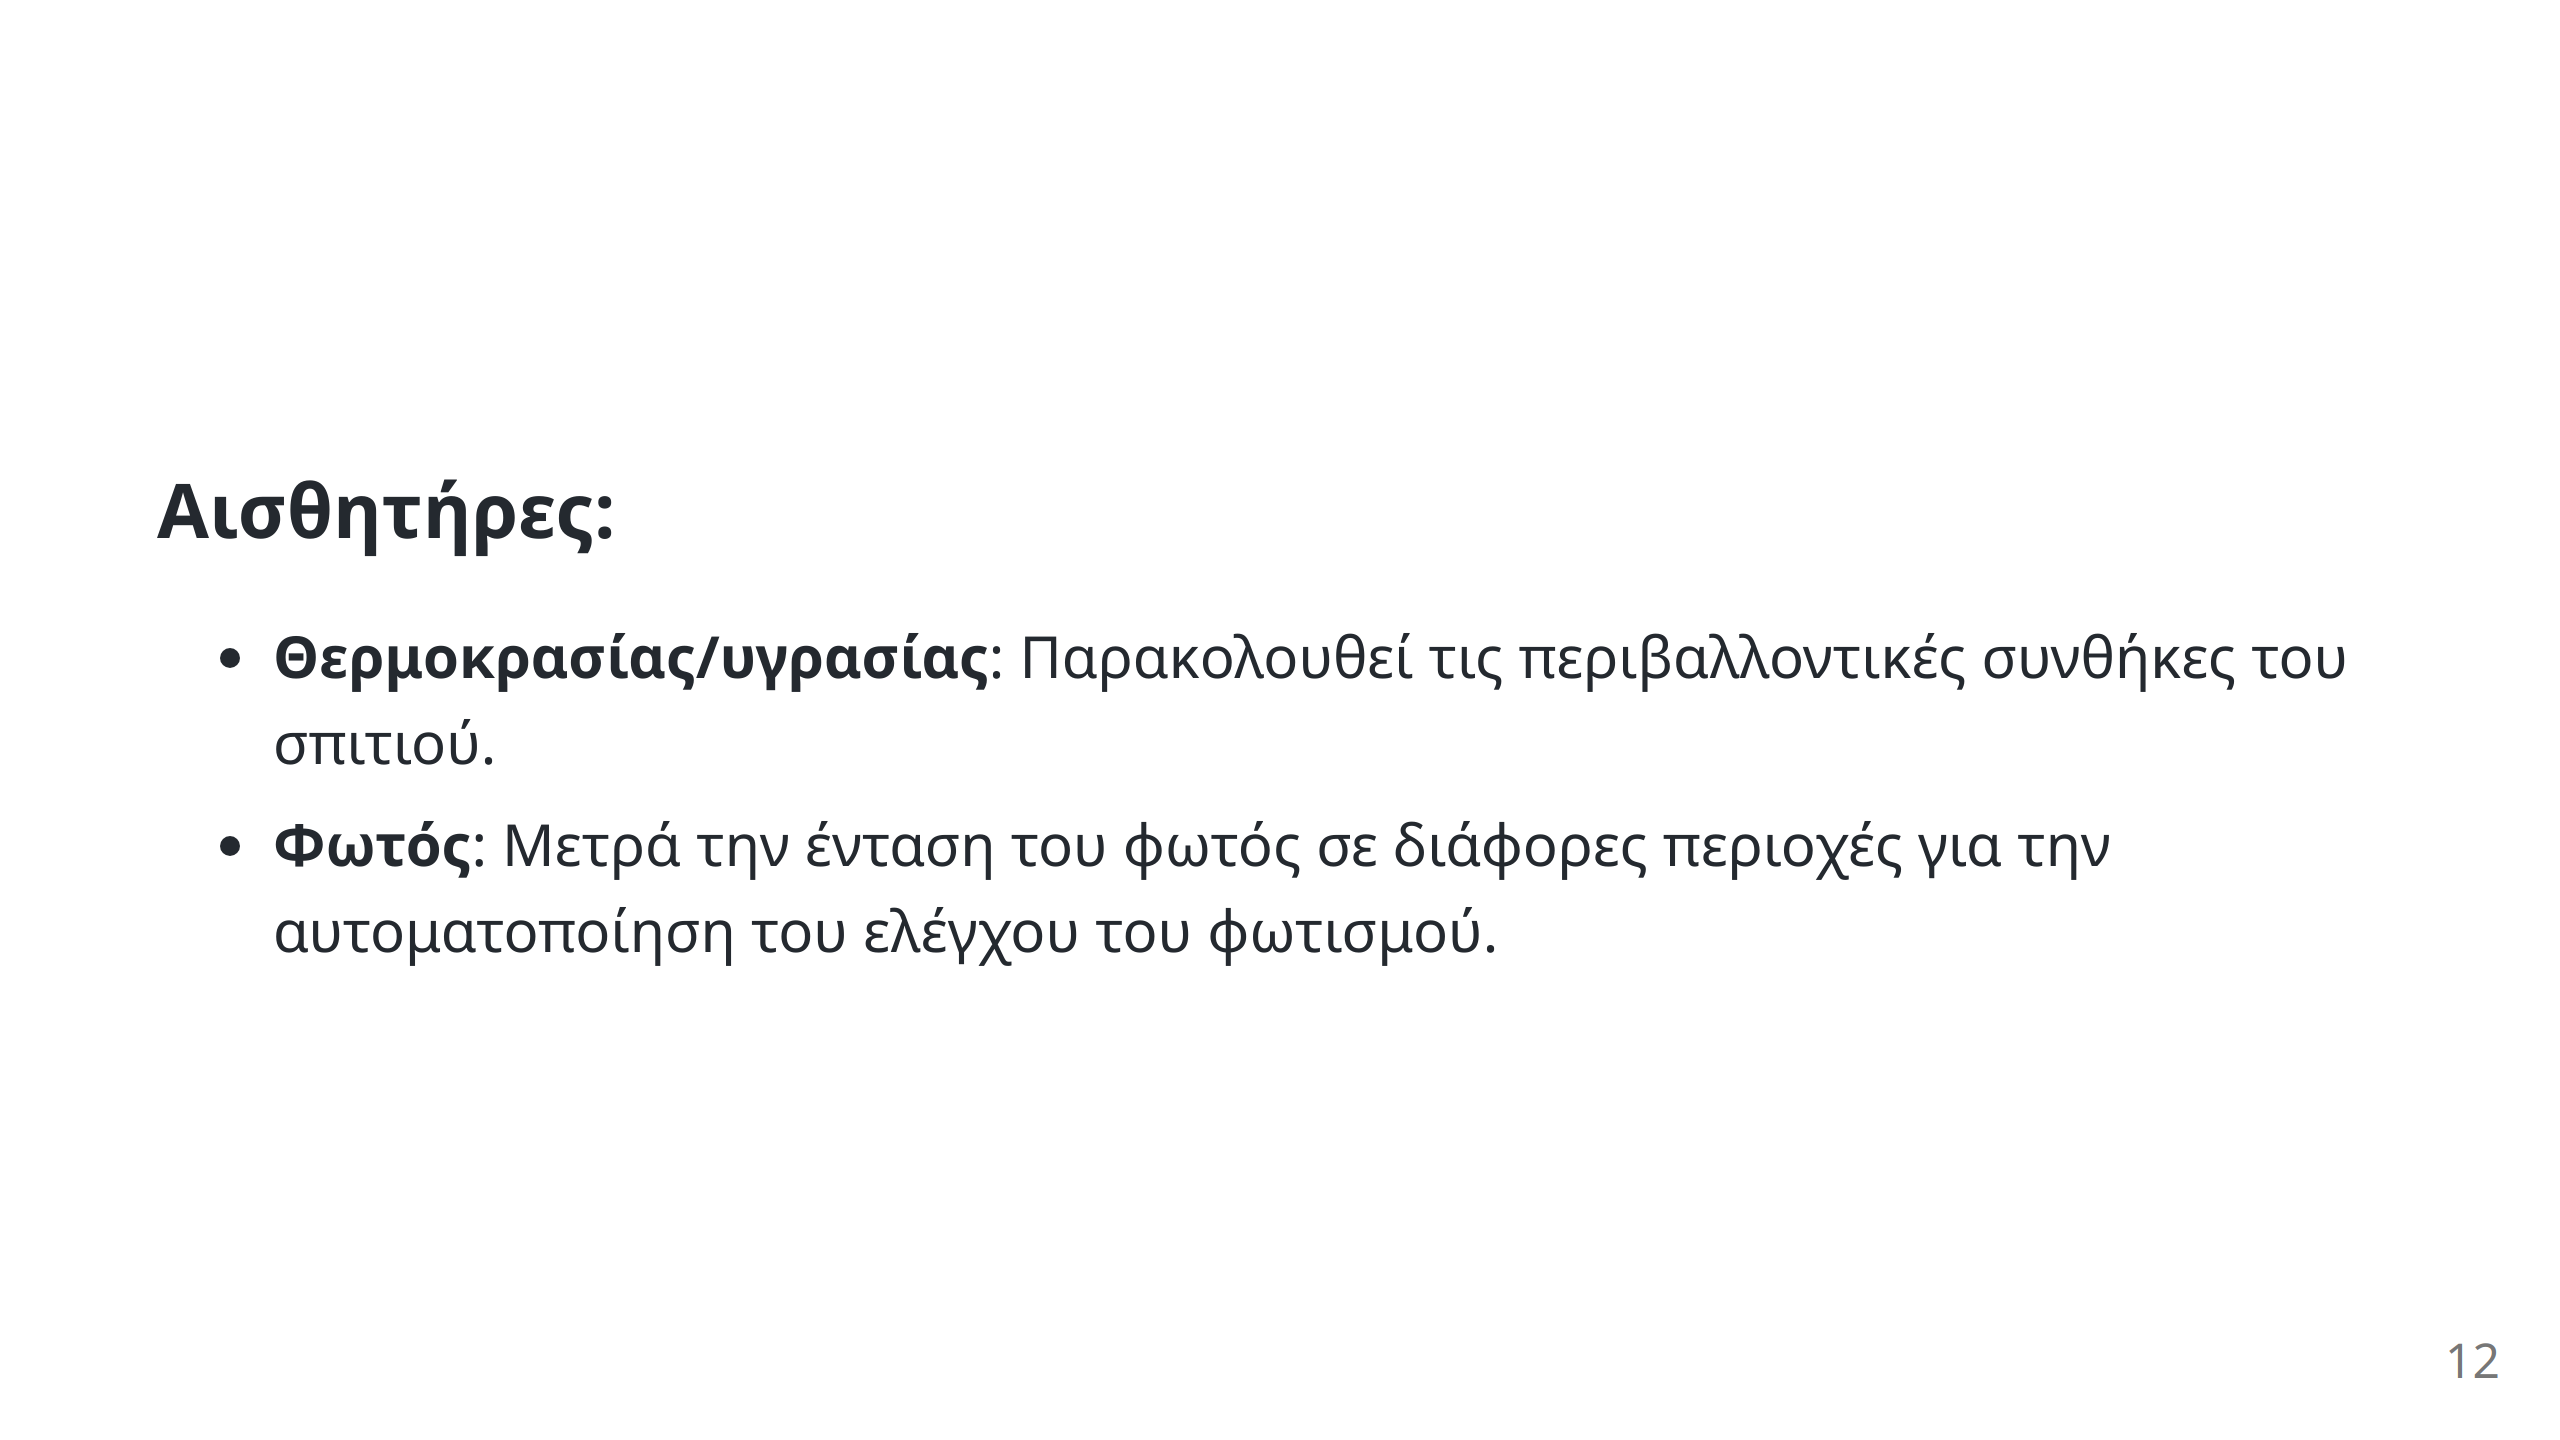 Αισθητήρες:
• Θερμοκρασίας/υγρασίας: Παρακολουθεί τις περιβαλλοντικές συνθήκες του
σπιτιού.
• Φωτός: Μετρά την ένταση του φωτός σε διάφορες περιοχές για την
αυτοματοποίηση του ελέγχου του φωτισμού.
12